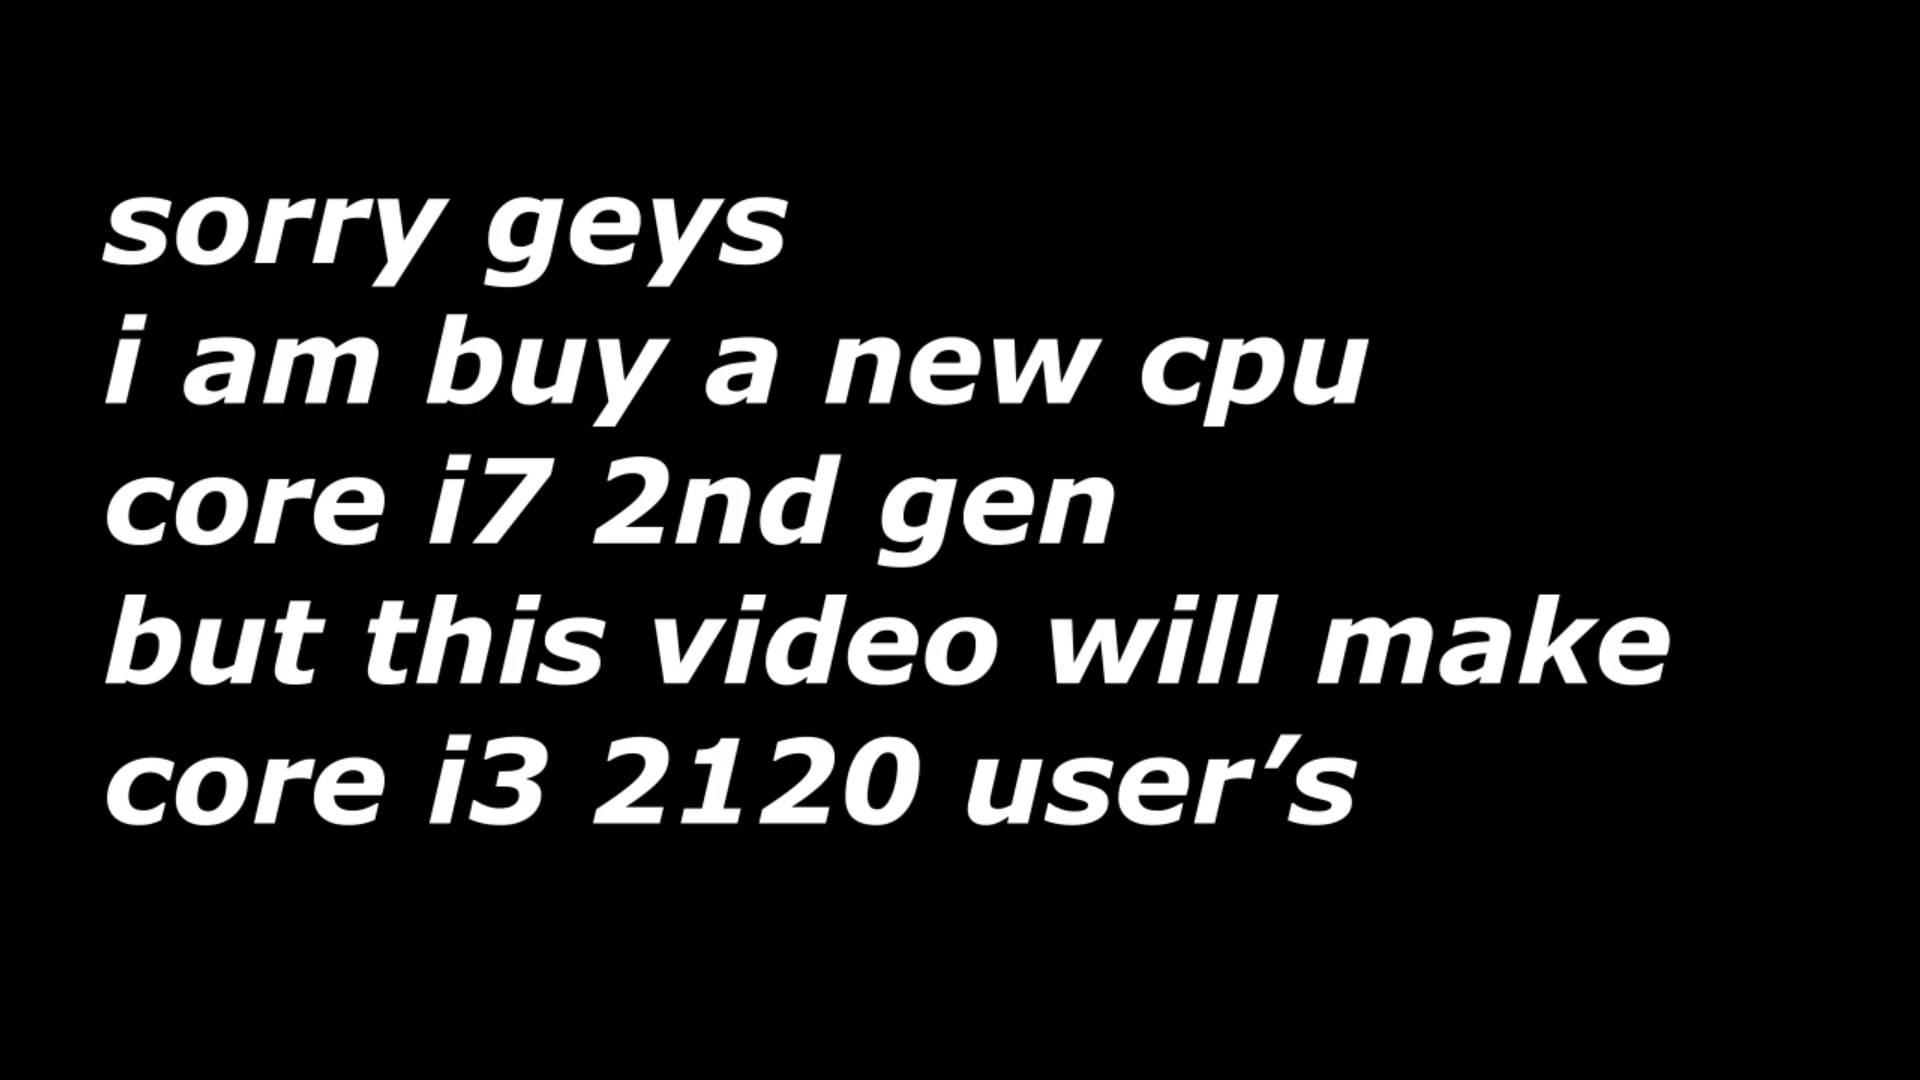 sorry geys
i am buy a new cpu
core i7 2nd gen
but this video will make
core i3 2120 user’s